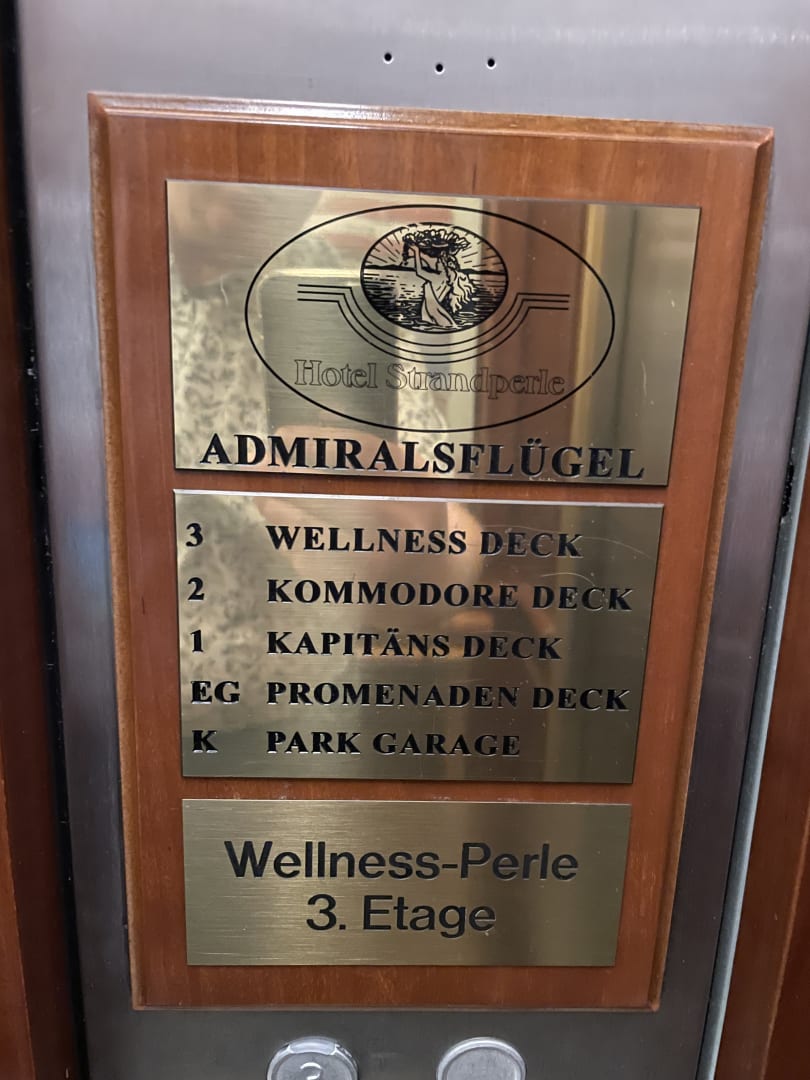 Hotel Strandperle
ADMIRALSFLÜGEL
3 WELLNESS DECK
2 KOMMODORE DECK
1 KAPITÄNS DECK
EG PROMENADEN DECK
K PARK GARAGE
Wellness-Perle
3. Etage